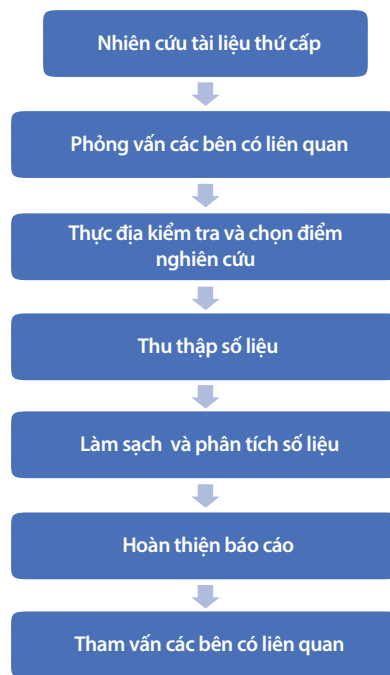 Nhiên cứu tài liệu thứ cấp
Phỏng vấn các bên có liên quan
Thực địa kiểm tra và chọn điểm
nghiên cứu
Thu thập số liệu
Làm sạch và phân tích số liệu
Hoàn thiện báo cáo
Tham vấn các bên có liên quan